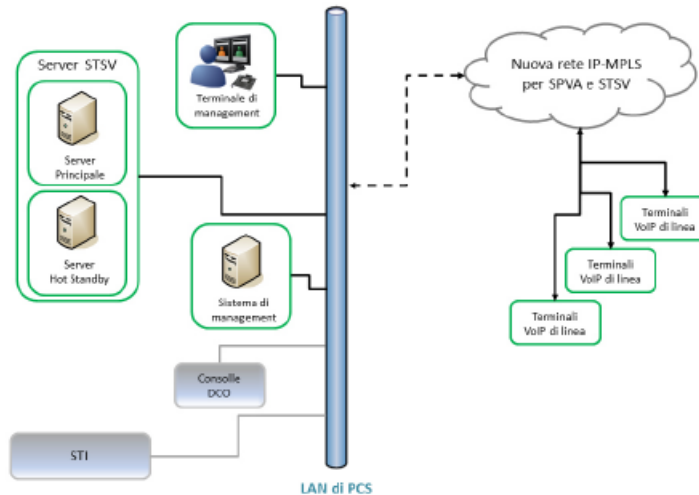 Server STSV
Server
Principale
Server
Hot Standby
Terminale di
management
Sistema di
management
Consolle
DCO
STI
LAN di PCS
Nuova rete IP-MPLS
per SPVA e STSV
Terminali
VoIP di linea
Terminali
VoIP di linea
Terminali
VoIP di linea